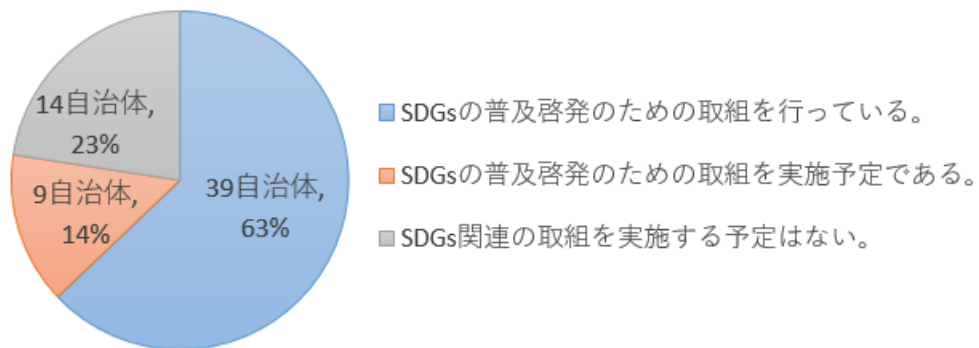 14自治体,
23%
9自治体,
14%
39自治体,
63%
SDGsの普及啓発のための取組を行っている。
SDGsの普及啓発のための取組を実施予定である。
SDGs関連の取組を実施する予定はない。